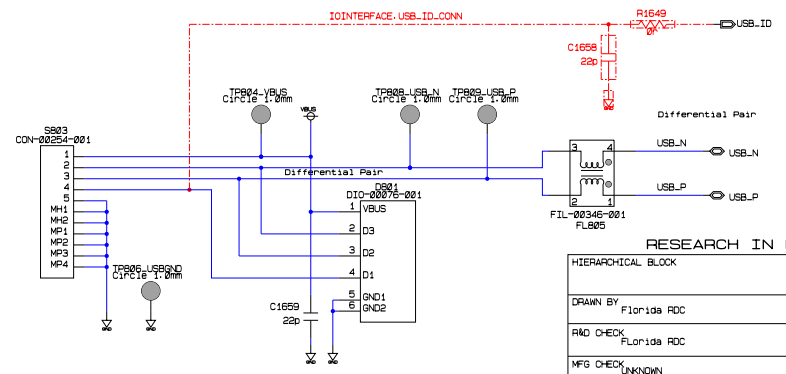 IOINTERFACE.USB_ID_CONN
R1649
0R
USB_ID
C1658
22p
TP804_VBUS
Circle 1.0mm
TP808_USB_N
Circle 1.0mm
TP809_USB_P
Circle 1.0mm
VBUS
Differential Pair
S803
CON-00254-001
1
2
3
4
5
MH1
MH2
MP1
MP2
MP3
MP4
Differential Pair
3
4
2
1
USB_N
USB_N
USB_P
USB_P
FIL-00346-001
FL805
D801
DIO-00076-001
1 VBUS
2 D3
3 D2
4 D1
5 GND1
6 GND2
TP806_USBGND
Circle 1.0mm
C1659
22p
RESEARCH IN
HIERARCHICAL BLOCK
DRAWN BY
Florida RDC
R&D CHECK
FLorida RDC
MFG CHECK
UNKNOWN